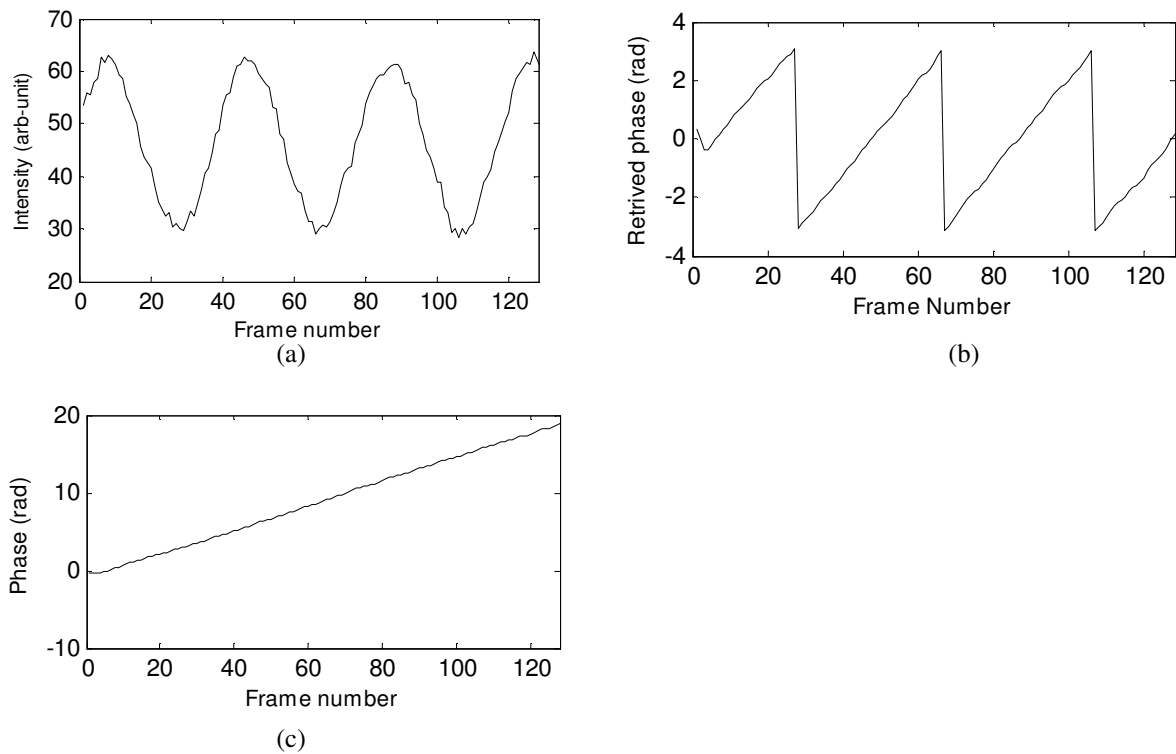 70
60
50
40
30
20
Intensity (arb-unit)
0 20 40 60 80 100 120
Frame number
(a)
4
2
0
-2
-4
Retrived phase (rad)
0 20 40 60 80 100 120
Frame Number
(b)
20
10
0
-10
Phase (rad)
0 20 40 60 80 100 120
Frame number
(c)